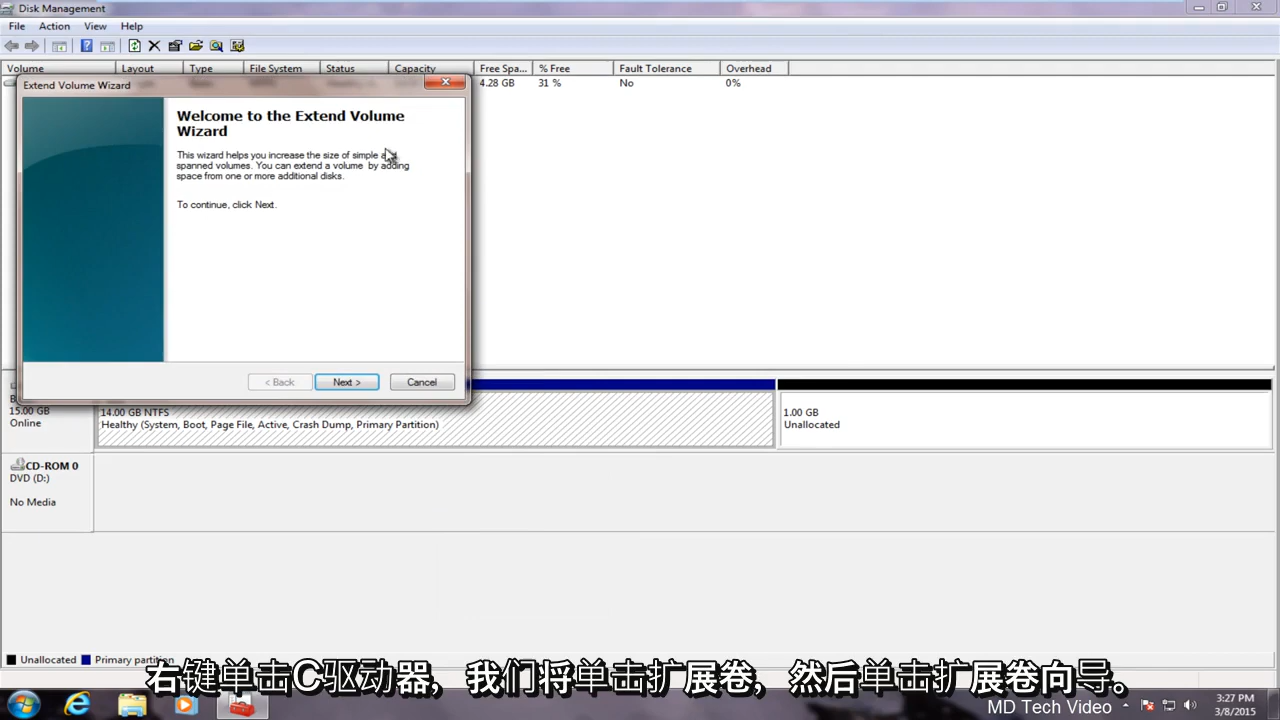 Disk Management
File Action View Help
Volume Layout Type File System Status Capacity Free Spa... % Free Fault Tolerance Overhead
4.28 GB 31 % No 0%
Extend Volume Wizard
Welcome to the Extend Volume
Wizard
This wizard helps you increase the size of simple and
spanned volumes. You can extend a volume by adding
space from one or more additional disks.
To continue, click Next.
< Back Next > Cancel
15.00 GB
Online
14.00 GB NTFS
Healthy (System, Boot, Page File, Active, Crash Dump, Primary Partition)
1.00 GB
Unallocated
CD-ROM 0
DVD (D:)
No Media
Unallocated Primary partition
右键单击C驱动器，我们将单击扩展卷，然后单击扩展卷向导。
MD Tech Video
3:27 PM
3/8/2015